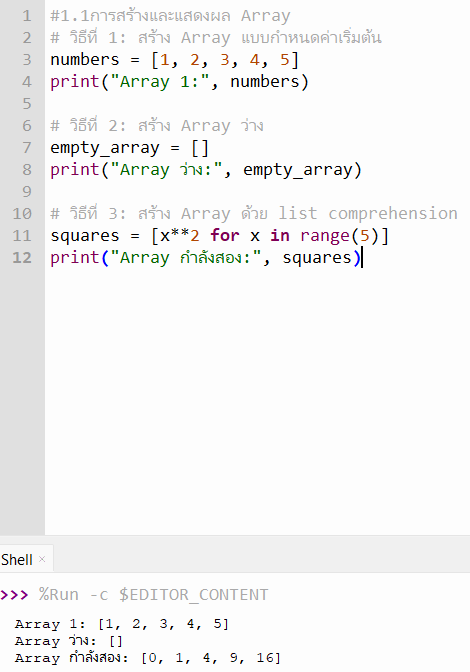 1 #1.1การสร้างและแสดงผล Array
2 # วิธีที่ 1: สร้าง Array แบบกำหนดค่าเริ่มต้น
3 numbers = [1, 2, 3, 4, 5]
4 print("Array 1:", numbers)
5
6 # วิธีที่ 2: สร้าง Array ว่าง
7 empty_array = []
8 print("Array ว่าง:", empty_array)
9
10 # วิธีที่ 3: สร้าง Array ด้วย list comprehension
11 squares = [x**2 for x in range(5)]
12 print("Array กำลังสอง:", squares)
Shell ×
>>> %Run -c $EDITOR_CONTENT
Array 1: [1, 2, 3, 4, 5]
Array ว่าง: []
Array กำลังสอง: [0, 1, 4, 9, 16]